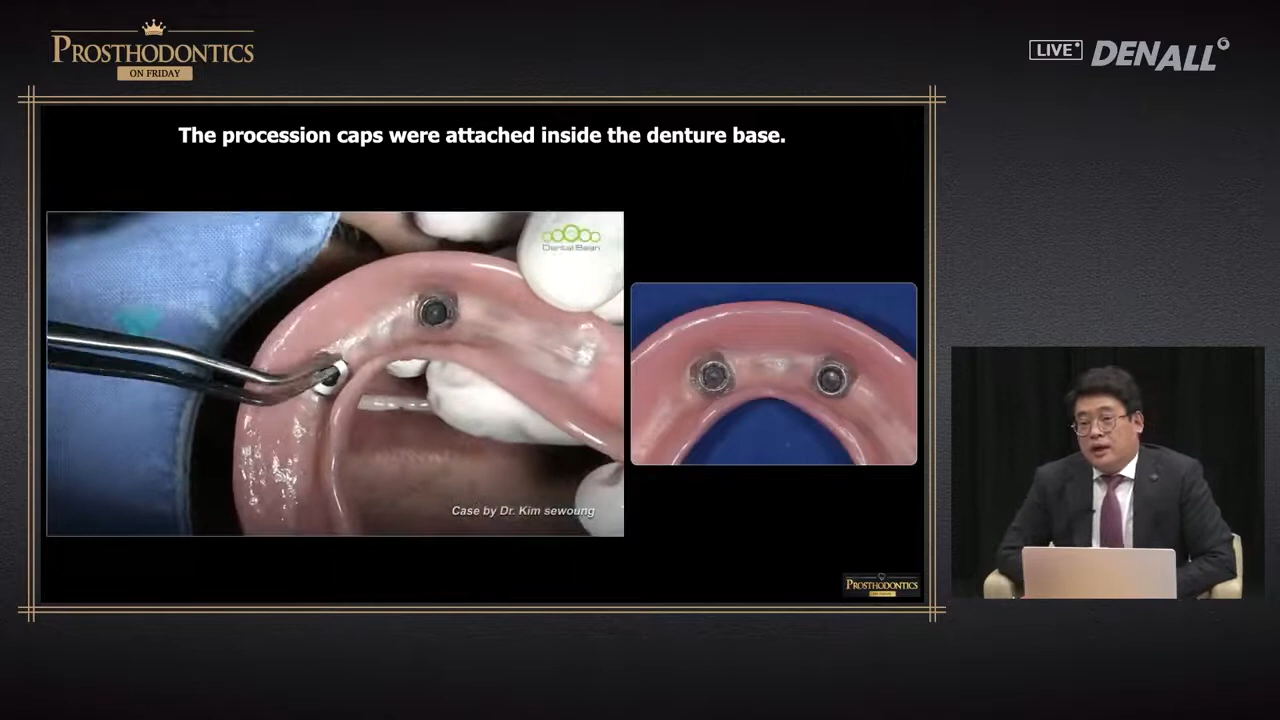 PROSTHODONTICS
ON FRIDAY
LIVE
DENALL
The procession caps were attached inside the denture base.
Dental Bean
Case by Dr. Kim sewoung
PROSTHODONTICS